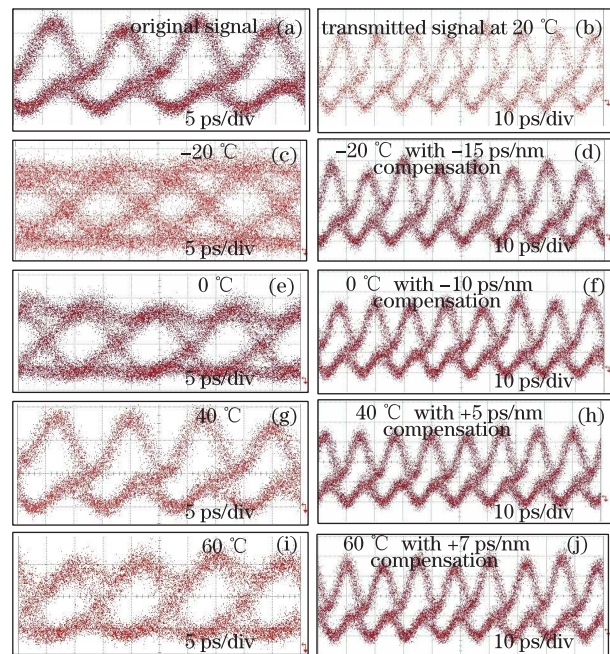 original signal (a)
5 ps/div
transmitted signal at 20 ℃ (b)
10 ps/div
−20 ℃ (c)
5 ps/div
−20 ℃ with −15 ps/nm (d)
compensation
10 ps/div
0 ℃ (e)
5 ps/div
0 ℃ with −10 ps/nm (f)
compensation
10 ps/div
40 ℃ (g)
5 ps/div
40 ℃ with +5 ps/nm (h)
compensation
10 ps/div
60 ℃ (i)
5 ps/div
60 ℃ with +7 ps/nm (j)
compensation
10 ps/div